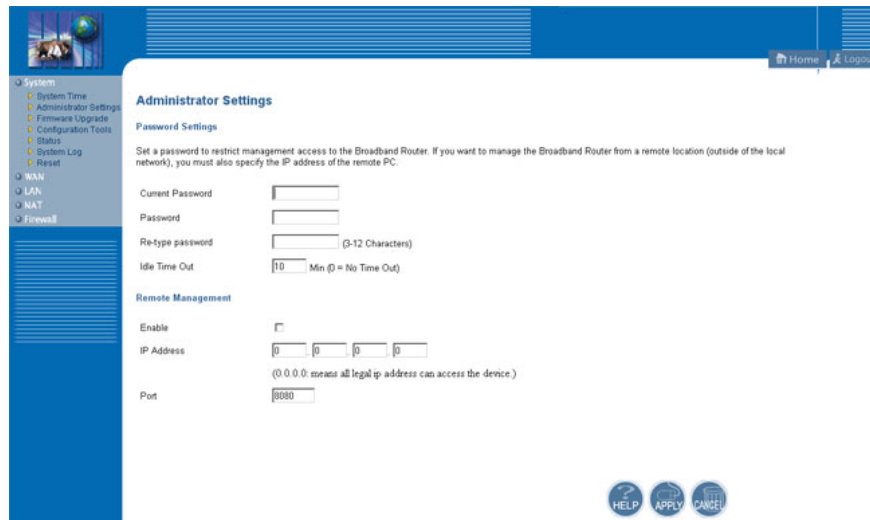 Home
Logou
System
System Time
Administrator Settings
Firmware Upgrade
Configuration Tools
Status
System Log
Reset
WAN
LAN
NAT
Firewall
Administrator Settings
Password Settings
Set a password to restrict management access to the Broadband Router. If you want to manage the Broadband Router from a remote location (outside of the local
network), you must also specify the IP address of the remote PC.
Current Password
Password
Re-type password (3-12 Characters)
Idle Time Out 10 Min (0 = No Time Out)
Remote Management
Enable
IP Address 0 . 0 . 0 . 0
(0.0.0.0: means all legal ip address can access the device.)
Port 8080
HELP APPLY CANCEL